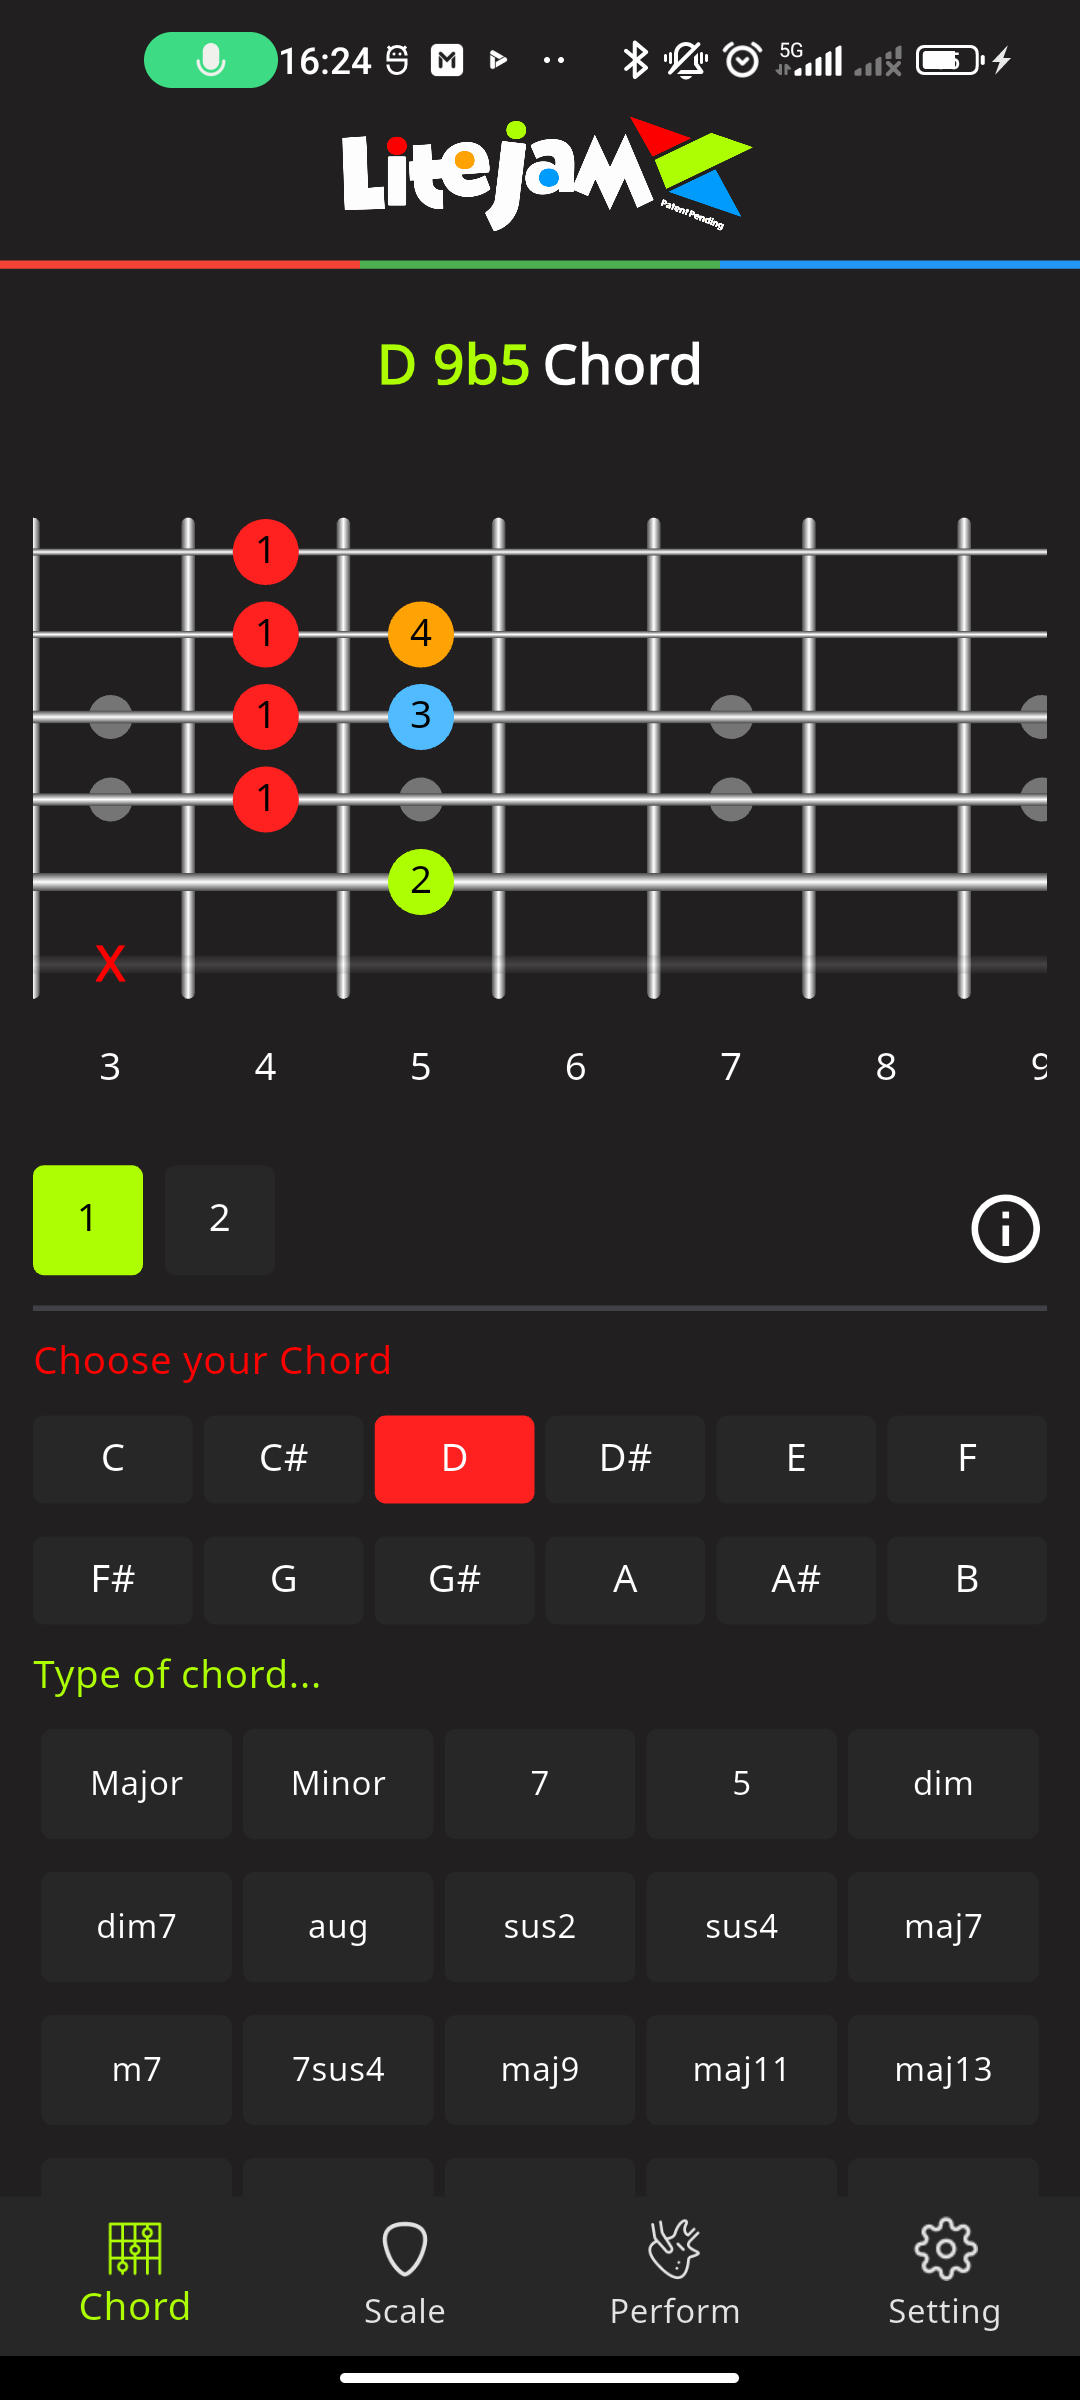 16:24 5G
LitejaM
Patent Pending
D 9b5 Chord
1
1 4
1 3
1
2
X
3 4 5 6 7 8 9
1 2
Choose your Chord
C C# D D# E F
F# G G# A A# B
Type of chord...
Major Minor 7 5 dim
dim7 aug sus2 sus4 maj7
m7 7sus4 maj9 maj11 maj13
Chord Scale Perform Setting